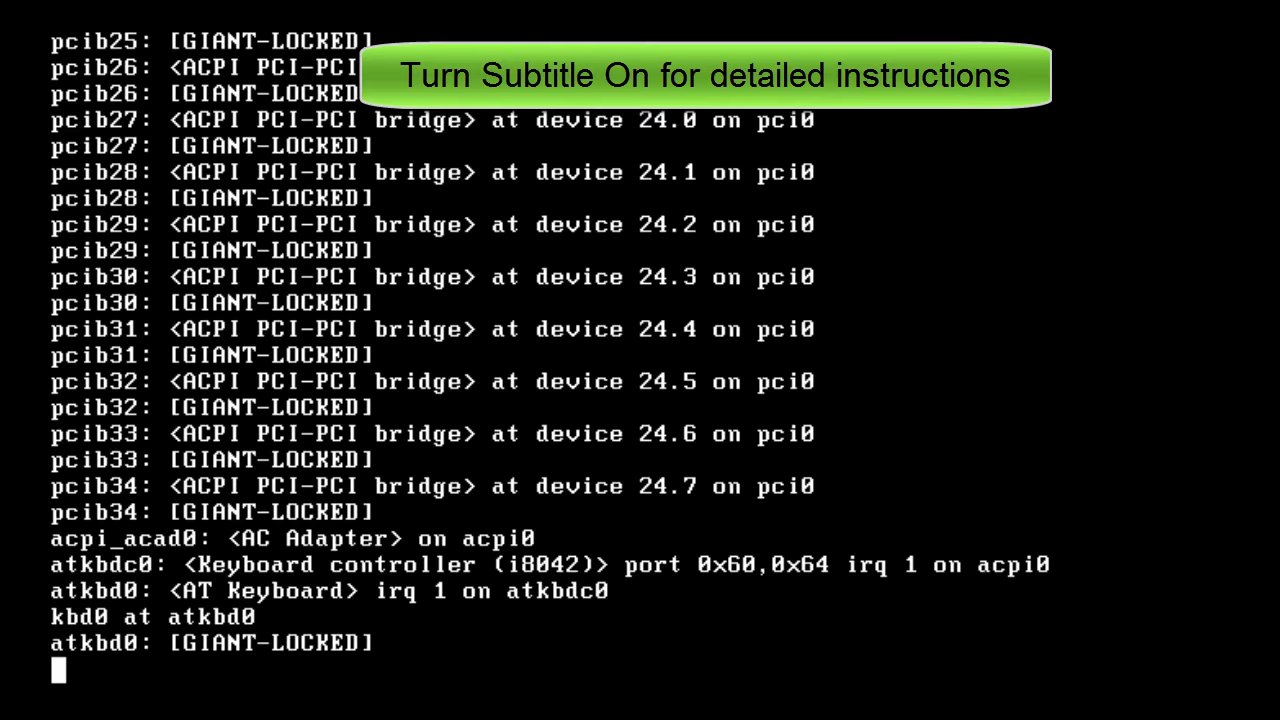 pcib25: [GIANT-LOCKED]
Turn Subtitle On for detailed instructions
pcib26: <ACPI PCI-PCI
pcib26: [GIANT-LOCKED]
pcib27: <ACPI PCI-PCI bridge> at device 24.0 on pci0
pcib27: [GIANT-LOCKED]
pcib28: <ACPI PCI-PCI bridge> at device 24.1 on pci0
pcib28: [GIANT-LOCKED]
pcib29: <ACPI PCI-PCI bridge> at device 24.2 on pci0
pcib29: [GIANT-LOCKED]
pcib30: <ACPI PCI-PCI bridge> at device 24.3 on pci0
pcib30: [GIANT-LOCKED]
pcib31: <ACPI PCI-PCI bridge> at device 24.4 on pci0
pcib31: [GIANT-LOCKED]
pcib32: <ACPI PCI-PCI bridge> at device 24.5 on pci0
pcib32: [GIANT-LOCKED]
pcib33: <ACPI PCI-PCI bridge> at device 24.6 on pci0
pcib33: [GIANT-LOCKED]
pcib34: <ACPI PCI-PCI bridge> at device 24.7 on pci0
pcib34: [GIANT-LOCKED]
acpi_acad0: <AC Adapter> on acpi0
atkbdc0: <Keyboard controller (i8042)> port 0x60,0x64 irq 1 on acpi0
atkbd0: <AT Keyboard> irq 1 on atkbdc0
kbd0 at atkbd0
atkbd0: [GIANT-LOCKED]